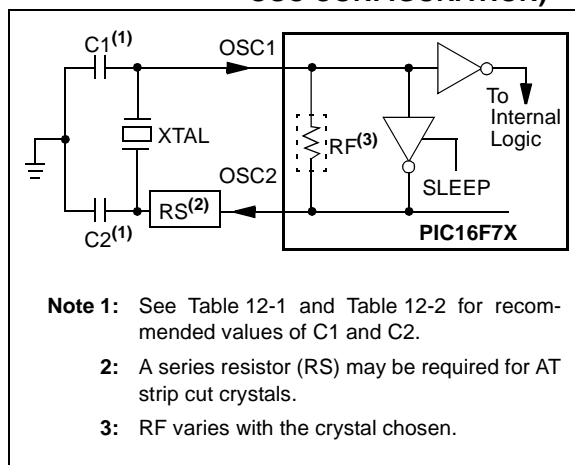 OSC CONFIGURATION)
C1(1)
OSC1
XTAL
RF(3)
To
Internal
Logic
OSC2
SLEEP
RS(2)
C2(1)
PIC16F7X
Note 1: See Table 12-1 and Table 12-2 for recom-
mended values of C1 and C2.
2: A series resistor (RS) may be required for AT
strip cut crystals.
3: RF varies with the crystal chosen.